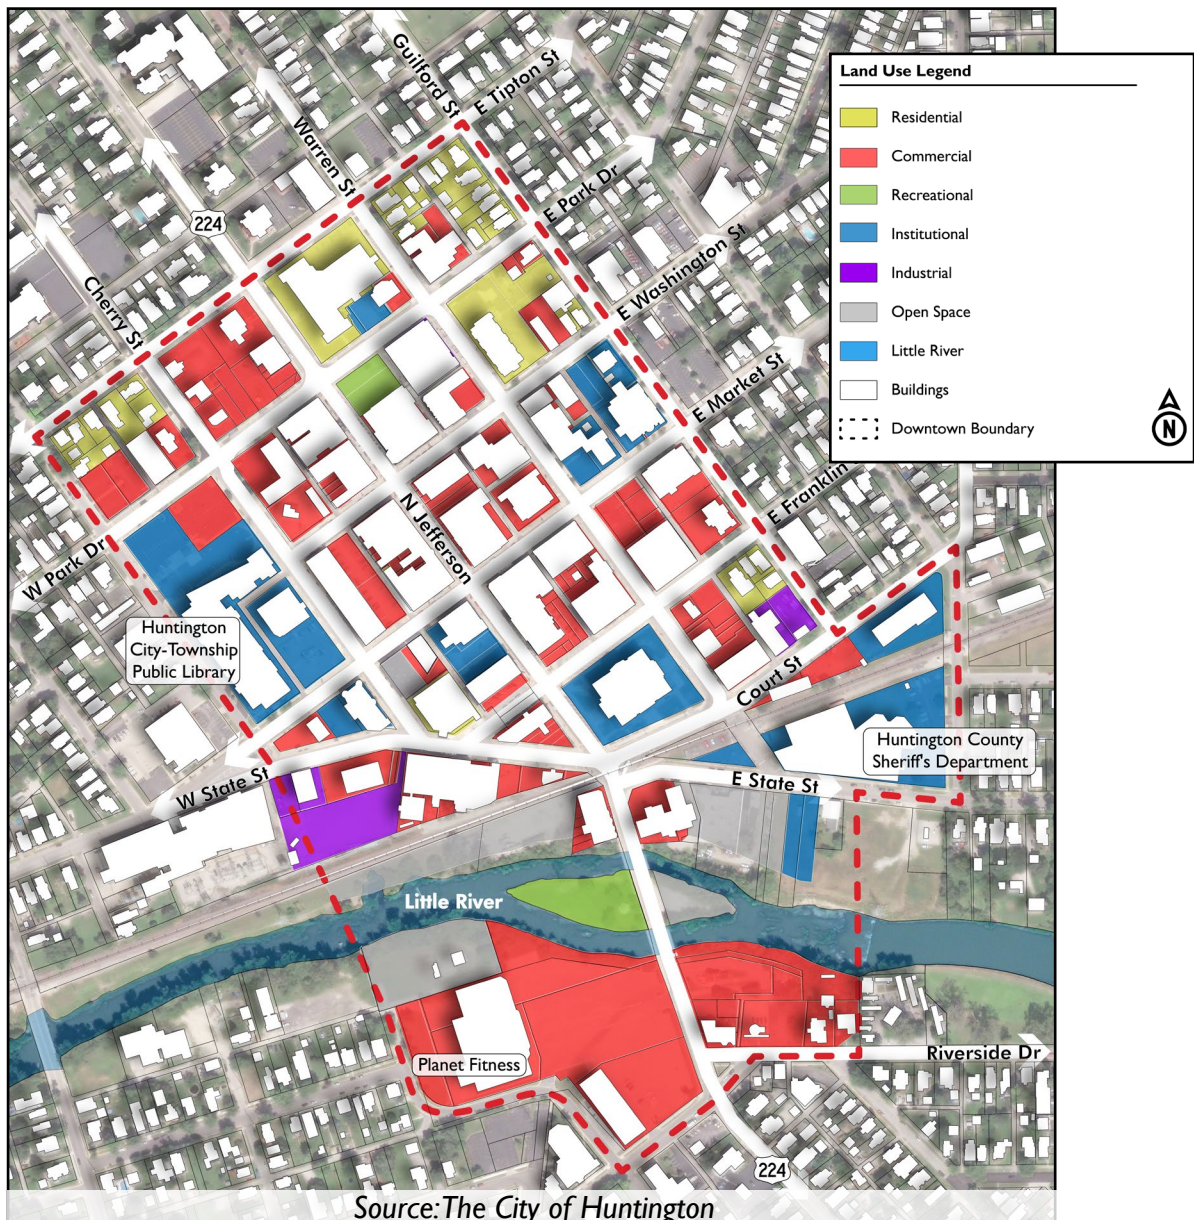 Land Use Legend
Residential
Commercial
Recreational
Institutional
Industrial
Open Space
Little River
Buildings
Downtown Boundary
N
Guilford St
E Tipton St
Warren St
E Park Dr
224
E Washington St
Cherry St
E Market St
E Franklin
N Jefferson
W Park Dr
Huntington
City-Township
Public Library
Court St
Huntington County
Sheriff's Department
W State St
E State St
Little River
Planet Fitness
Riverside Dr
224
Source: The City of Huntington